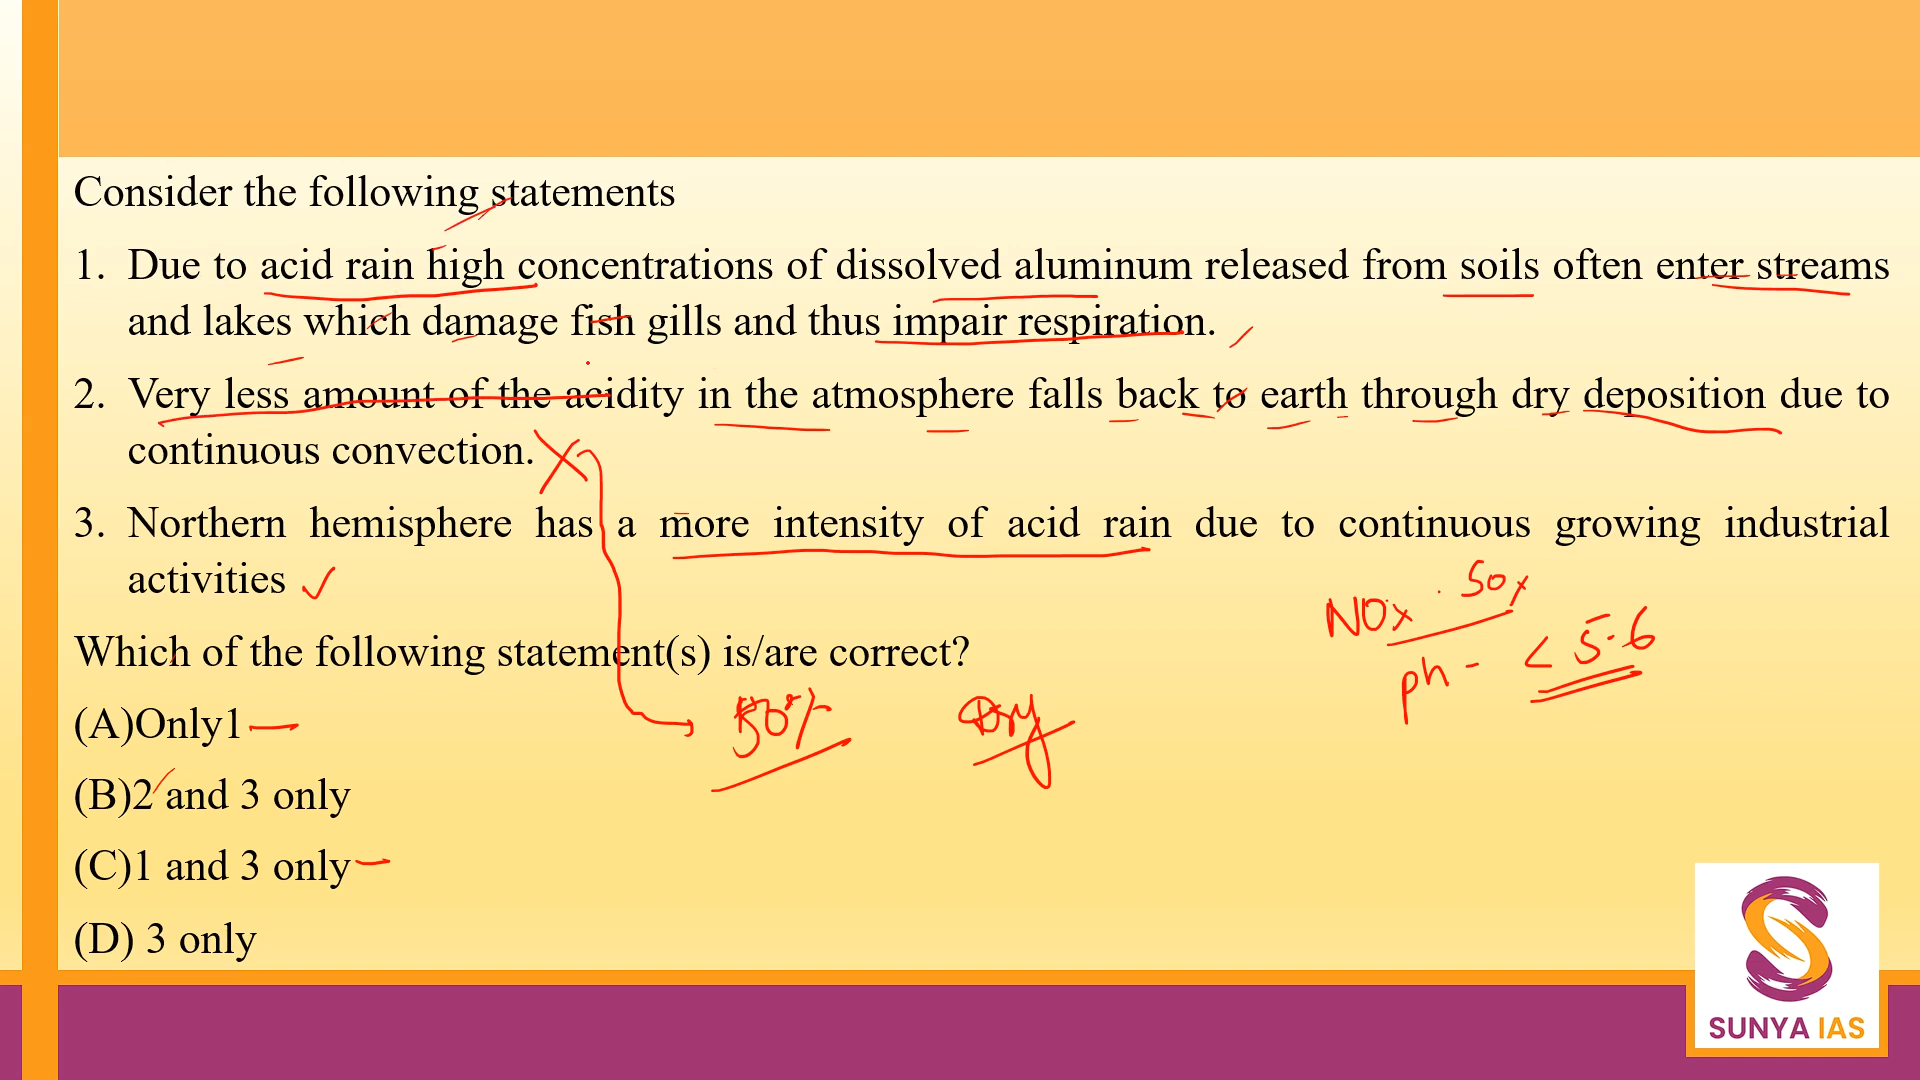 Consider the following statements
1. Due to acid rain high concentrations of dissolved aluminum released from soils often enter streams
and lakes which damage fish gills and thus impair respiration.
2. Very less amount of the acidity in the atmosphere falls back to earth through dry deposition due to
continuous convection.
3. Northern hemisphere has a more intensity of acid rain due to continuous growing industrial
activities
NOx . SOx
Which of the following statement(s) is/are correct?
ph - < 5.6
(A)Only1
50% Dry
(B)2 and 3 only
(C)1 and 3 only
(D) 3 only
SUNYA IAS